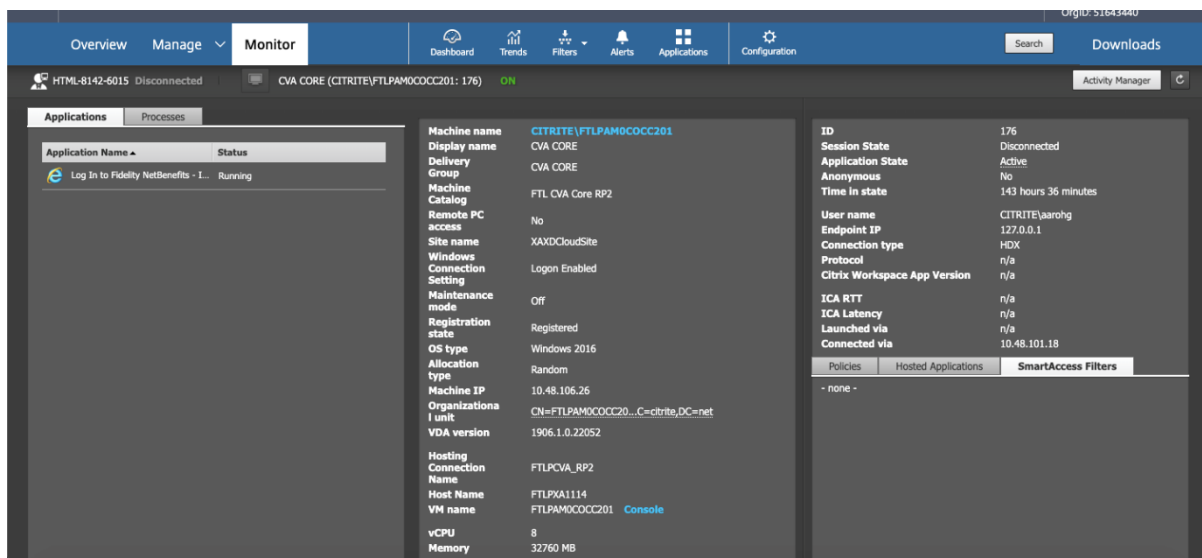 OrgID: 51643440
Overview Manage Monitor Dashboard Trends Filters Alerts Applications Configuration Search Downloads
HTML-8142-6015 Disconnected CVA CORE (CITRITE\FTLPAM0COCC201: 176) ON Activity Manager
Applications Processes
Application Name Status
Log In to Fidelity NetBenefits - I... Running
Machine name CITRITE\FTLPAM0COCC201
Display name CVA CORE
Delivery
Group CVA CORE
Machine
Catalog FTL CVA Core RP2
Remote PC
access No
Site name XAXDCloudSite
Windows
Connection
Setting Logon Enabled
Maintenance
mode Off
Registration
state Registered
OS type Windows 2016
Allocation
type Random
Machine IP 10.48.106.26
Organizationa
l unit CN=FTLPAM0COCC20...C=citrite,DC=net
VDA version 1906.1.0.22052
Hosting
Connection
Name FTLPCVA_RP2
Host Name FTLPXA1114
VM name FTLPAM0COCC201 Console
vCPU 8
Memory 32760 MB
ID 176
Session State Disconnected
Application State Active
Anonymous No
Time in state 143 hours 36 minutes
User name CITRITE\aarohg
Endpoint IP 127.0.0.1
Connection type HDX
Protocol n/a
Citrix Workspace App Version n/a
ICA RTT n/a
ICA Latency n/a
Launched via n/a
Connected via 10.48.101.18
Policies Hosted Applications SmartAccess Filters
- none -